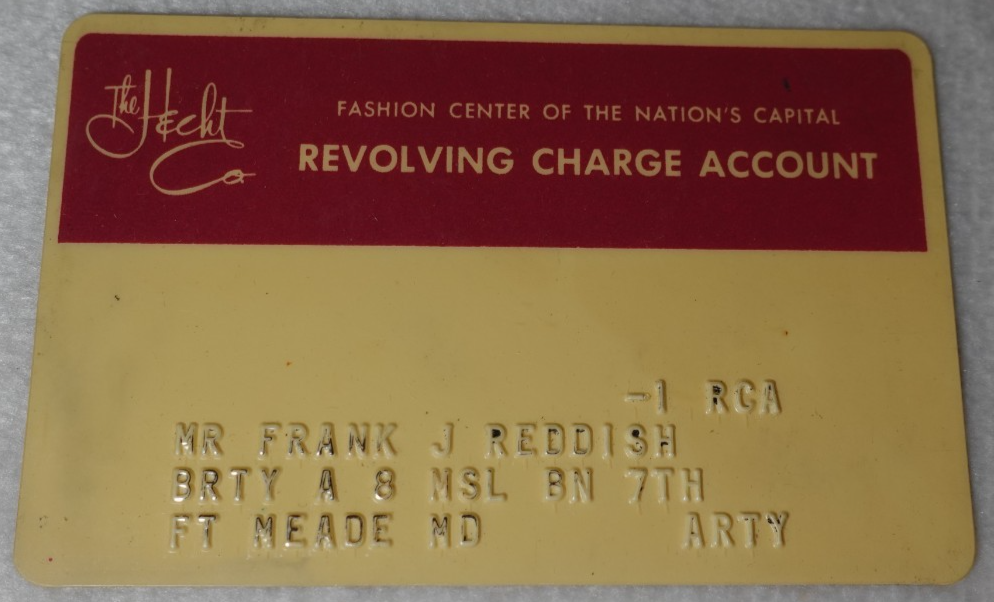 The Hecht Co
FASHION CENTER OF THE NATION'S CAPITAL
REVOLVING CHARGE ACCOUNT
-1 RCA
MR FRANK J REDDISH
BRTY A 8 MSL BN 7TH
FT MEADE MD ARTY